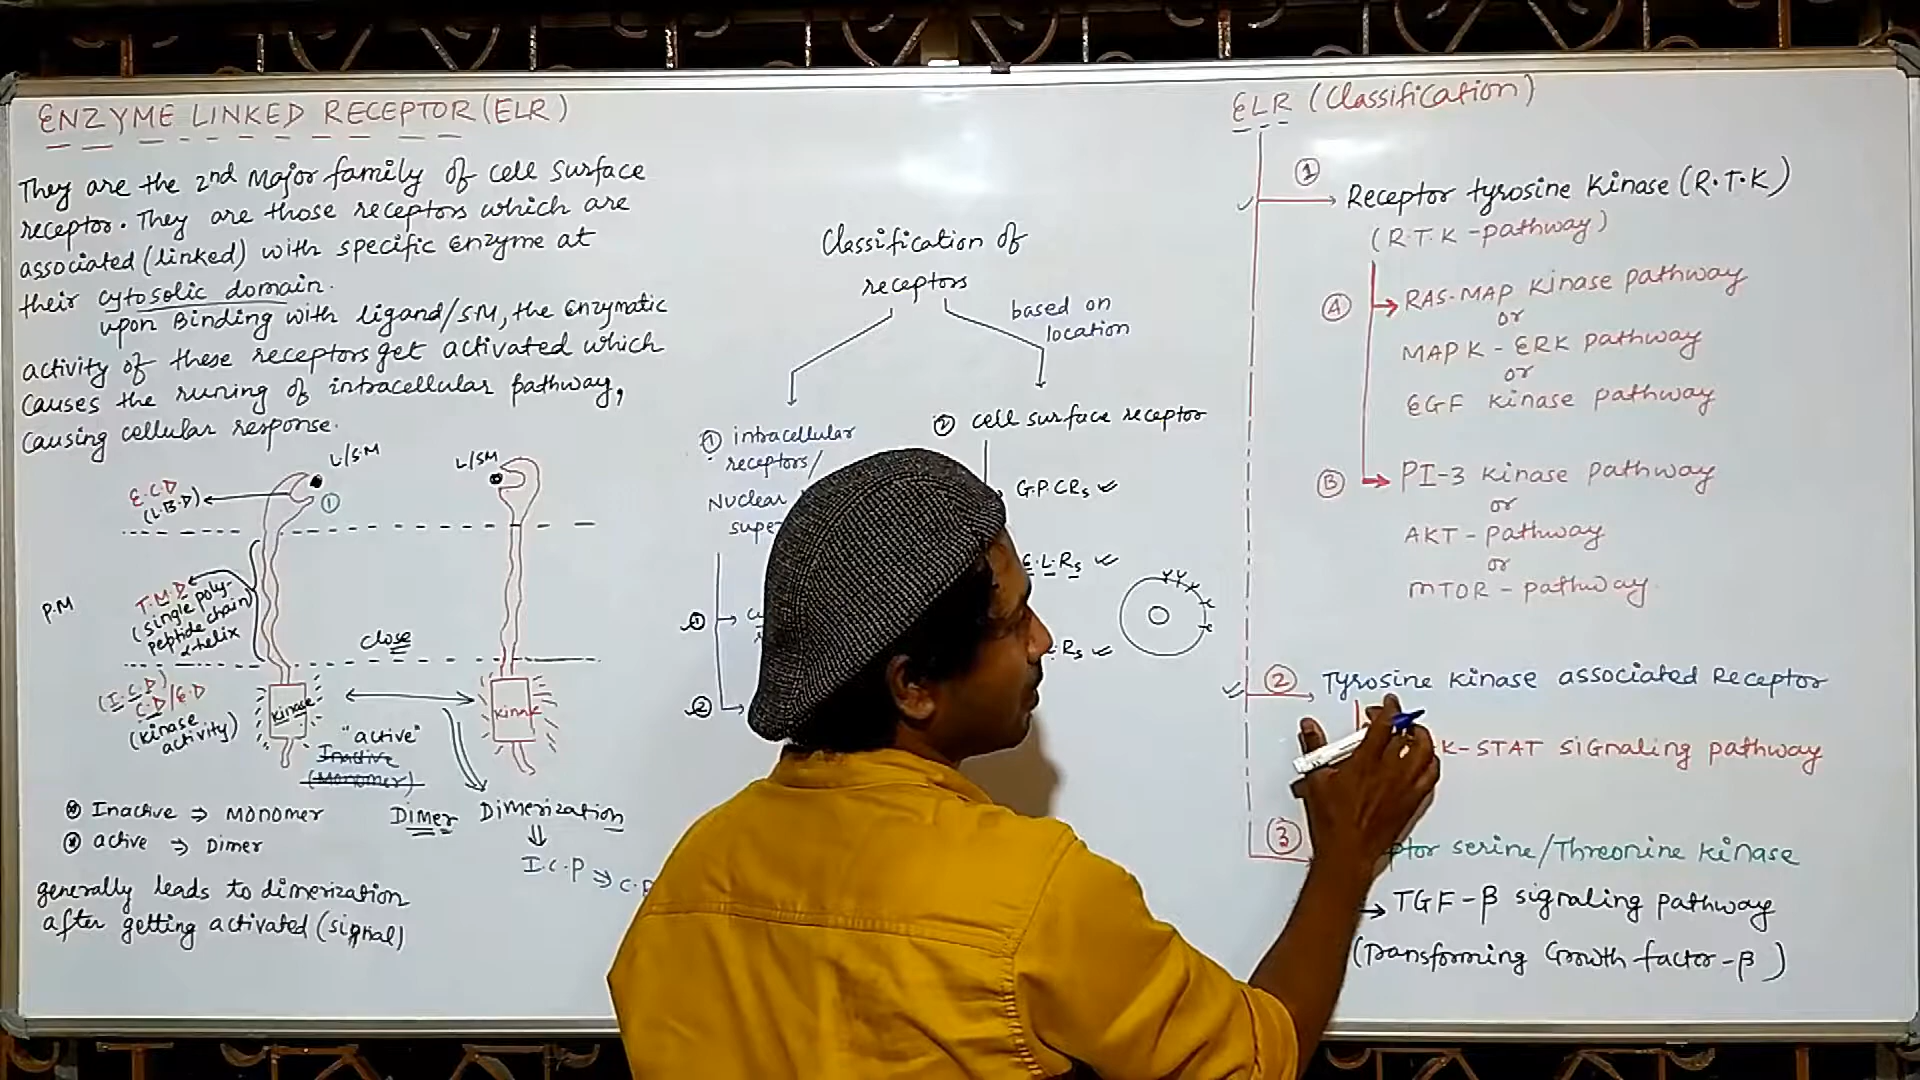 ENZYME LINKED RECEPTOR (ELR)
They are the 2nd Major family of cell surface
receptor. They are those receptors which are
associated (linked) with specific Enzyme at
their cytosolic domain.
upon Binding with ligand/SM, the Enzymatic
activity of these receptors get activated which
causes the runing of intracellular pathway,
causing cellular response.
L/S.M
L/SM
E.C.D
(L.B.D)
①
P.M
T.M.D
(single poly-
peptide chain)
α-helix
close
(I.C.D)
C.D/E.D
(Kinase
activity)
Kinase
"active"
Inactive
(Monomer)
Inactive ⇒ MONOMER
active ⇒ Dimer
Dimer
Dimerization
I.C.P ⇒
generally leads to dimerization
after getting activated (signal)
Classification of
receptors
based on
location
① intracellular
receptors/
Nuclear
② cell surface receptor
G.P.CRs
E.L.Rs
Rs
①
②
ELR (Classification)
①
Receptor tyrosine Kinase (R.T.K)
(R.T.K - pathway)
Ⓐ RAS-MAP Kinase pathway
or
MAPK - ERK pathway
or
EGF Kinase pathway
Ⓑ PI-3 Kinase pathway
or
AKT - pathway
or
mTOR - pathway
② Tyrosine Kinase associated Receptor
K-STAT Signaling pathway
③ ptor serine/Threonine Kinase
TGF-β signaling pathway
(Transforming Growth factor-β)